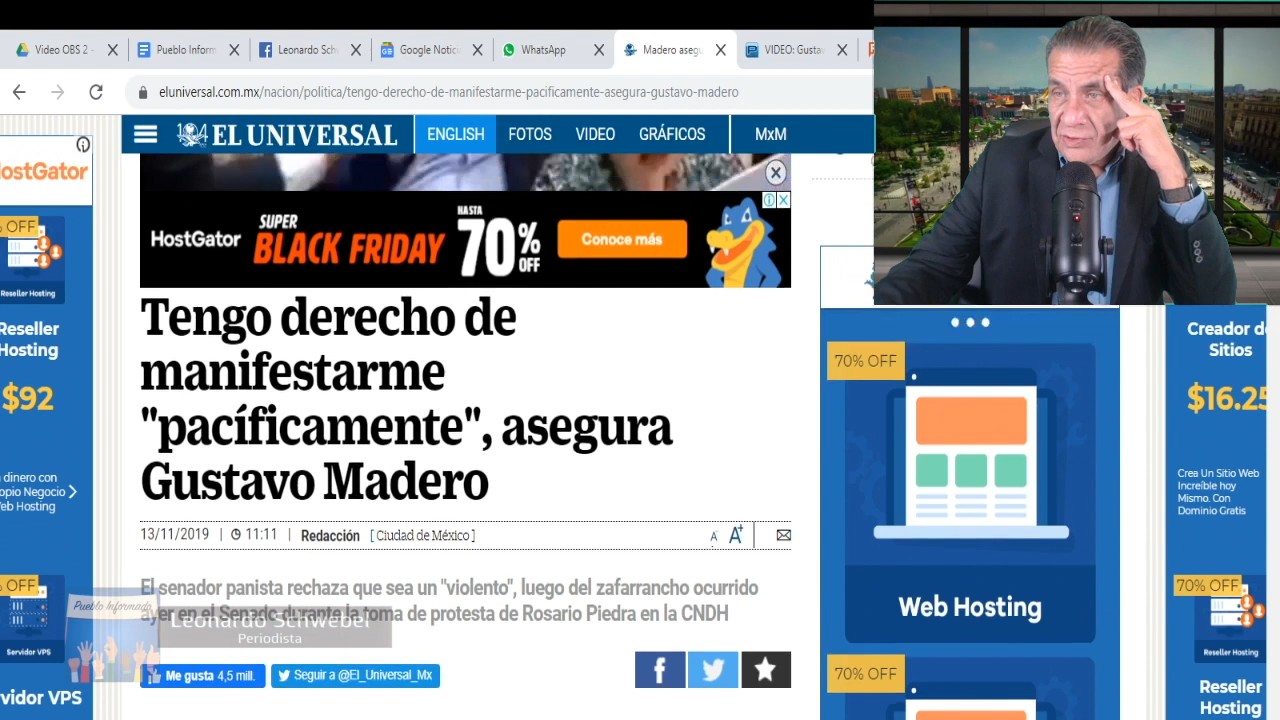 Video OBS 2 -
Pueblo Inform
Leonardo Sch
Google Notici
WhatsApp
Madero asegu
VIDEO: Gusta
eluniversal.com.mx/nacion/politica/tengo-derecho-de-manifestarme-pacificamente-asegura-gustavo-madero
EL UNIVERSAL
ENGLISH
FOTOS
VIDEO
GRÁFICOS
MxM
HostGator
SUPER
BLACK FRIDAY
HASTA
70%
OFF
Conoce más
Tengo derecho de
manifestarme
"pacíficamente", asegura
Gustavo Madero
13/11/2019 | 11:11 | Redacción [ Ciudad de México ]
A- A+
El senador panista rechaza que sea un "violento", luego del zafarrancho ocurrido
ayer en el Senado durante la toma de protesta de Rosario Piedra en la CNDH
Pueblo Informado
Leonardo Schwebel
Periodista
Me gusta 4,5 mill.
Seguir a @El_Universal_Mx
ostGator
% OFF
Reseller Hosting
Reseller
Hosting
$92
dinero con
opio Negocio
Web Hosting
OFF
Servidor VPS
vidor VPS
70% OFF
Web Hosting
70% OFF
Creador d
Sitios
$16.25
Crea Un Sitio Web
Increíble hoy
Mismo. Con
Dominio Gratis
70% OFF
Reseller Hosting
Reseller
Hosting